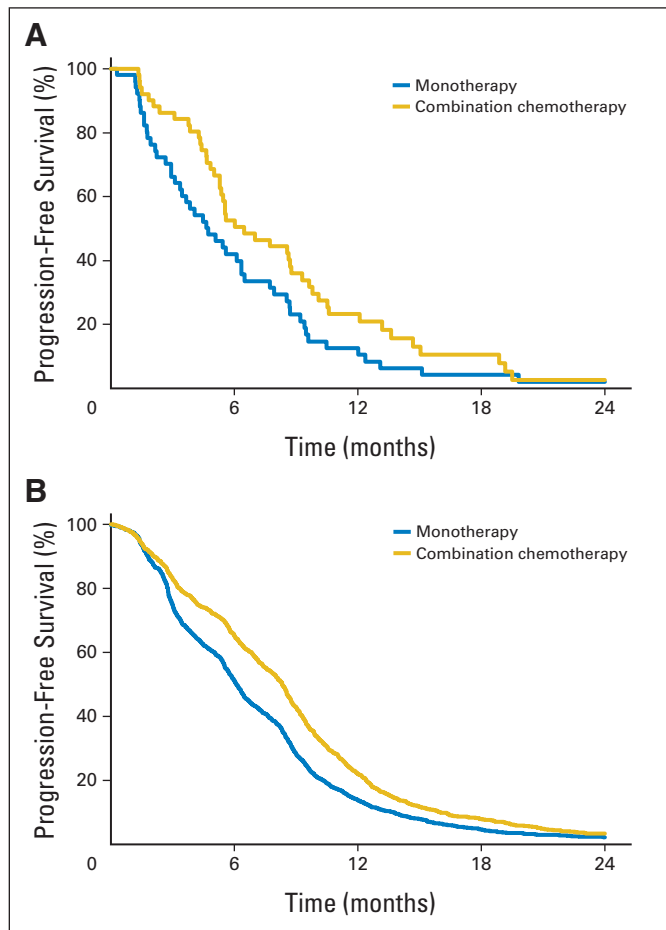 A
Progression-Free Survival (%)
100
80
60
40
20
0
6
12
18
24
Time (months)
Monotherapy
Combination chemotherapy
B
Progression-Free Survival (%)
100
80
60
40
20
0
6
12
18
24
Time (months)
Monotherapy
Combination chemotherapy